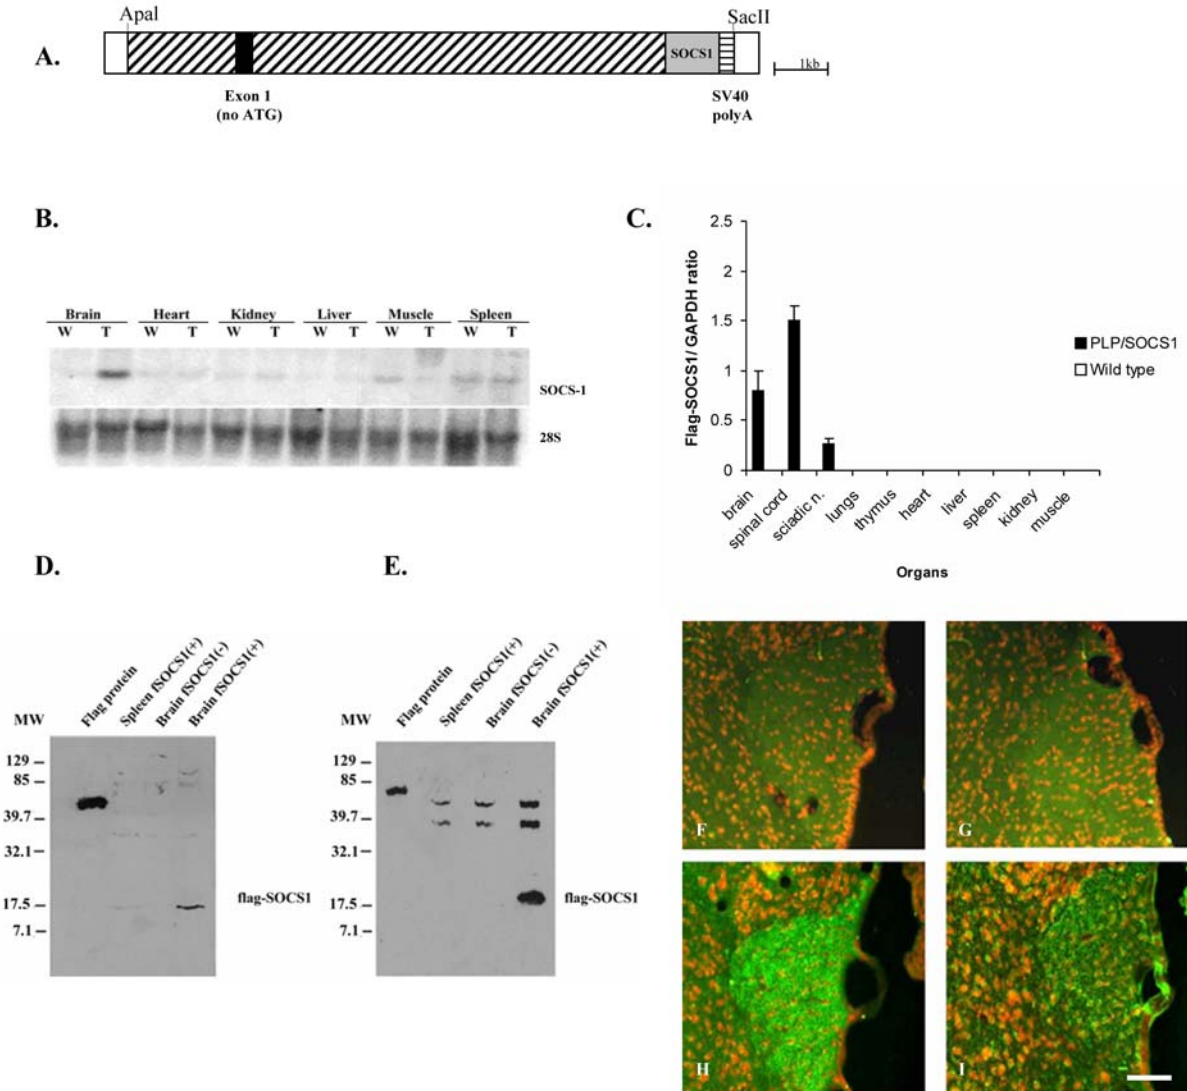 ApaI
SacII
A.
SOCS1
1kb
Exon 1
(no ATG)
SV40
polyA
B.
Brain Heart Kidney Liver Muscle Spleen
W T W T W T W T W T W T
SOCS-1
28S
C.
Flag-SOCS1/ GAPDH ratio
2.5
2
1.5
1
0.5
0
brain
spinal cord
sciadic n.
lungs
thymus
heart
liver
spleen
kidney
muscle
Organs
PLP/SOCS1
Wild type
D.
MW
Flag protein
Spleen fSOCS1(+)
Brain fSOCS1(-)
Brain fSOCS1(+)
129
85
39.7
32.1
17.5
7.1
flag-SOCS1
E.
MW
Flag protein
Spleen fSOCS1(+)
Brain fSOCS1(-)
Brain fSOCS1(+)
129
85
39.7
32.1
17.5
7.1
flag-SOCS1
F
G
H
I